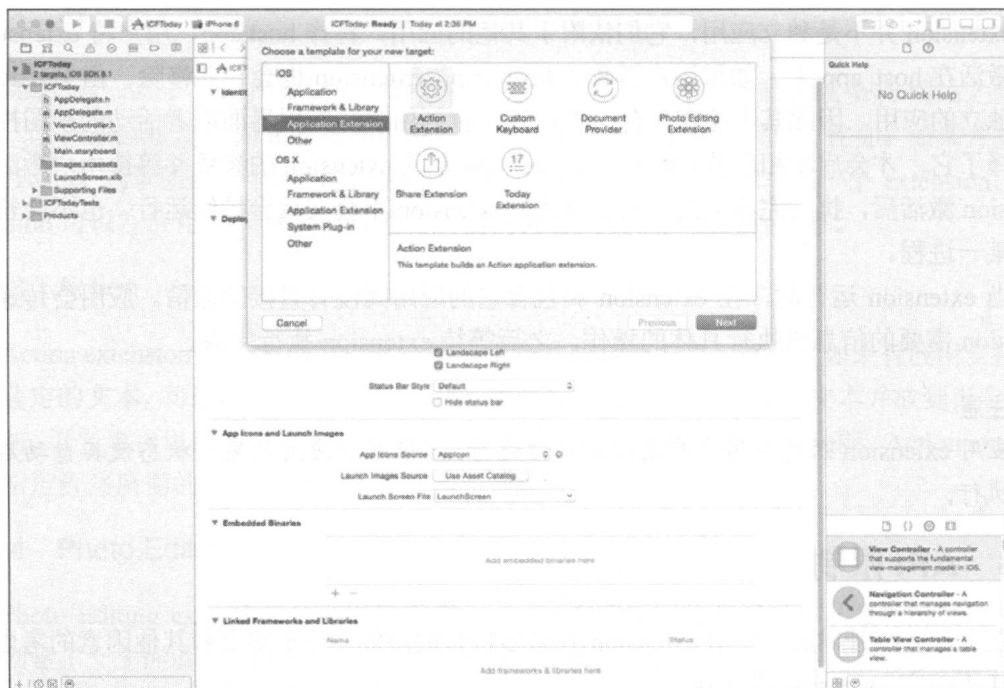 ICFToday
iPhone 6
ICFToday: Ready | Today at 2:35 PM
ICFToday
2 targets, iOS SDK 8.1
ICFToday
AppDelegate.h
AppDelegate.m
ViewController.h
ViewController.m
Main.storyboard
Images.xcassets
LaunchScreen.xib
Supporting Files
ICFTodayTests
Products
Identit
Deploy
Choose a template for your new target:
iOS
Application
Framework & Library
Application Extension
Other
OS X
Application
Framework & Library
Application Extension
System Plug-in
Other
Action Extension
Custom Keyboard
Document Provider
Photo Editing Extension
Share Extension
17
Today Extension
Action Extension
This template builds an Action application extension.
Cancel
Previous
Next
Landscape Left
Landscape Right
Status Bar Style Default
Hide status bar
App Icons and Launch Images
App Icons Source AppIcon
Launch Images Source Use Asset Catalog
Launch Screen File LaunchScreen
Embedded Binaries
Add embedded binaries here
Linked Frameworks and Libraries
Name Status
Add frameworks & libraries here
Quick Help
No Quick Help
View Controller - A controller
that supports the fundamental
view-management model in iOS.
Navigation Controller - A
controller that manages navigation
through a hierarchy of views.
Table View Controller - A
controller that manages a table
view.